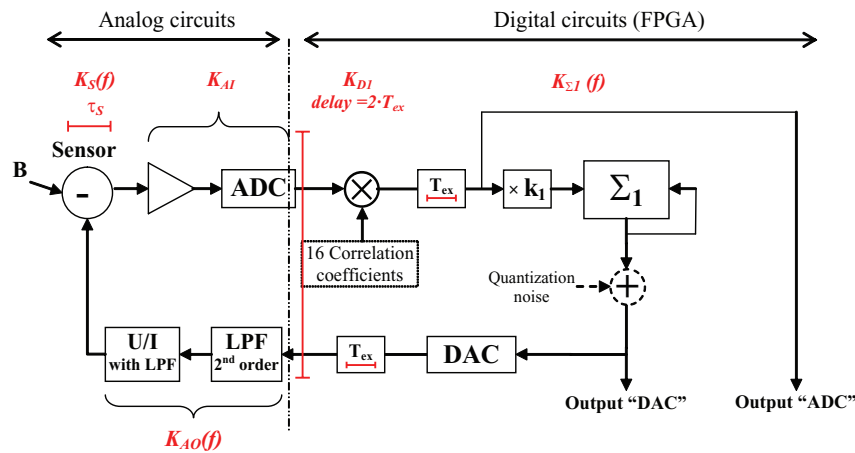 Analog circuits
Digital circuits (FPGA)
K_S(f)
K_AI
K_D1
K_Σ1 (f)
τ_S
delay =2·T_ex
Sensor
B
-
ADC
T_ex
× k_1
Σ_1
16 Correlation
coefficients
Quantization
noise
+
U/I
with LPF
LPF
2nd order
T_ex
DAC
Output “DAC”
Output “ADC”
K_AO(f)